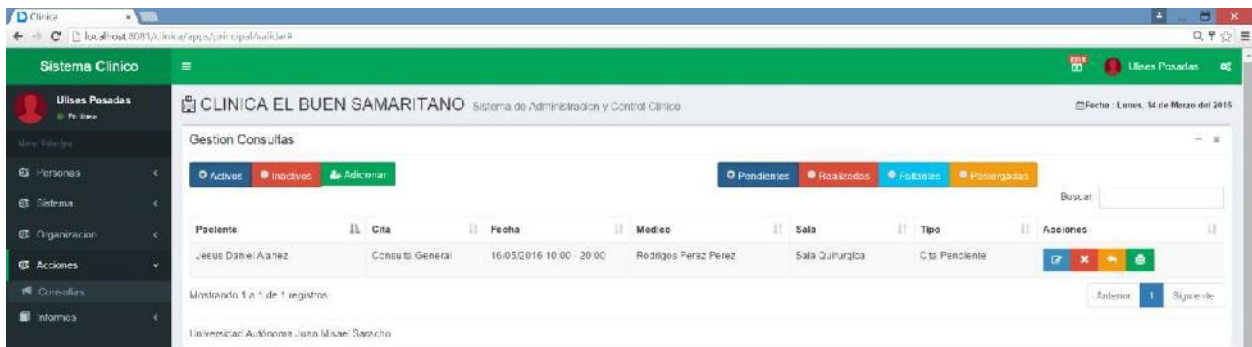 Clinica
localhost:8081/clinica/apps/principal/validar#
Sistema Clinico
Ulises Posadas
Ulises Posadas
CLINICA EL BUEN SAMARITANO Sistema de Administracion y Control Clinico
Fecha : Lunes, 14 de Marzo del 2016
Menu Principal
Gestion Consultas
Personas
Activos Inactivos Adicionar
Pendientes Realizados Faltantes Postergadas
Sistema
Buscar:
Organizacion
Paciente Cita Fecha Medico Sala Tipo Acciones
Acciones
Jesus Daniel Consulta General 16/05/2016 10:00 - 20:00 Rodrigos Peraz Perez Sala Quirurgica Cita Pendiente
Consultas
Mostrando 1 a 1 de 1 registros
Anterior 1 Siguiente
Informes
Universidad Autónoma Juan Misael Saracho